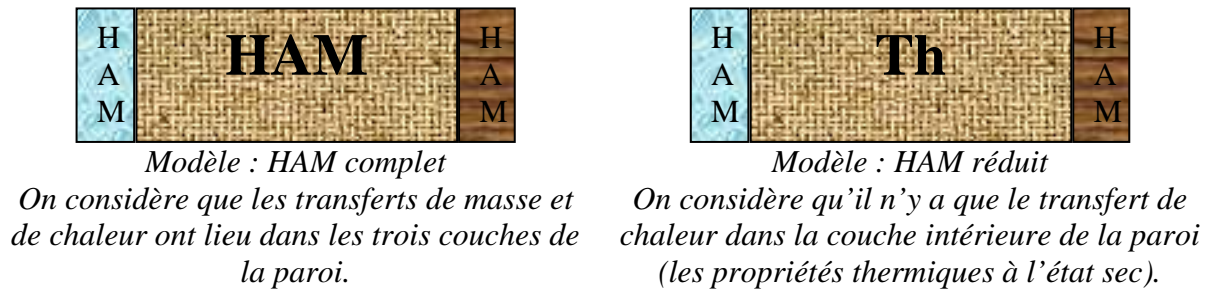 H
A
M
HAM
H
A
M
Modèle : HAM complet
On considère que les transferts de masse et
de chaleur ont lieu dans les trois couches de
la paroi.
H
A
M
Th
H
A
M
Modèle : HAM réduit
On considère qu'il n'y a que le transfert de
chaleur dans la couche intérieure de la paroi
(les propriétés thermiques à l'état sec).